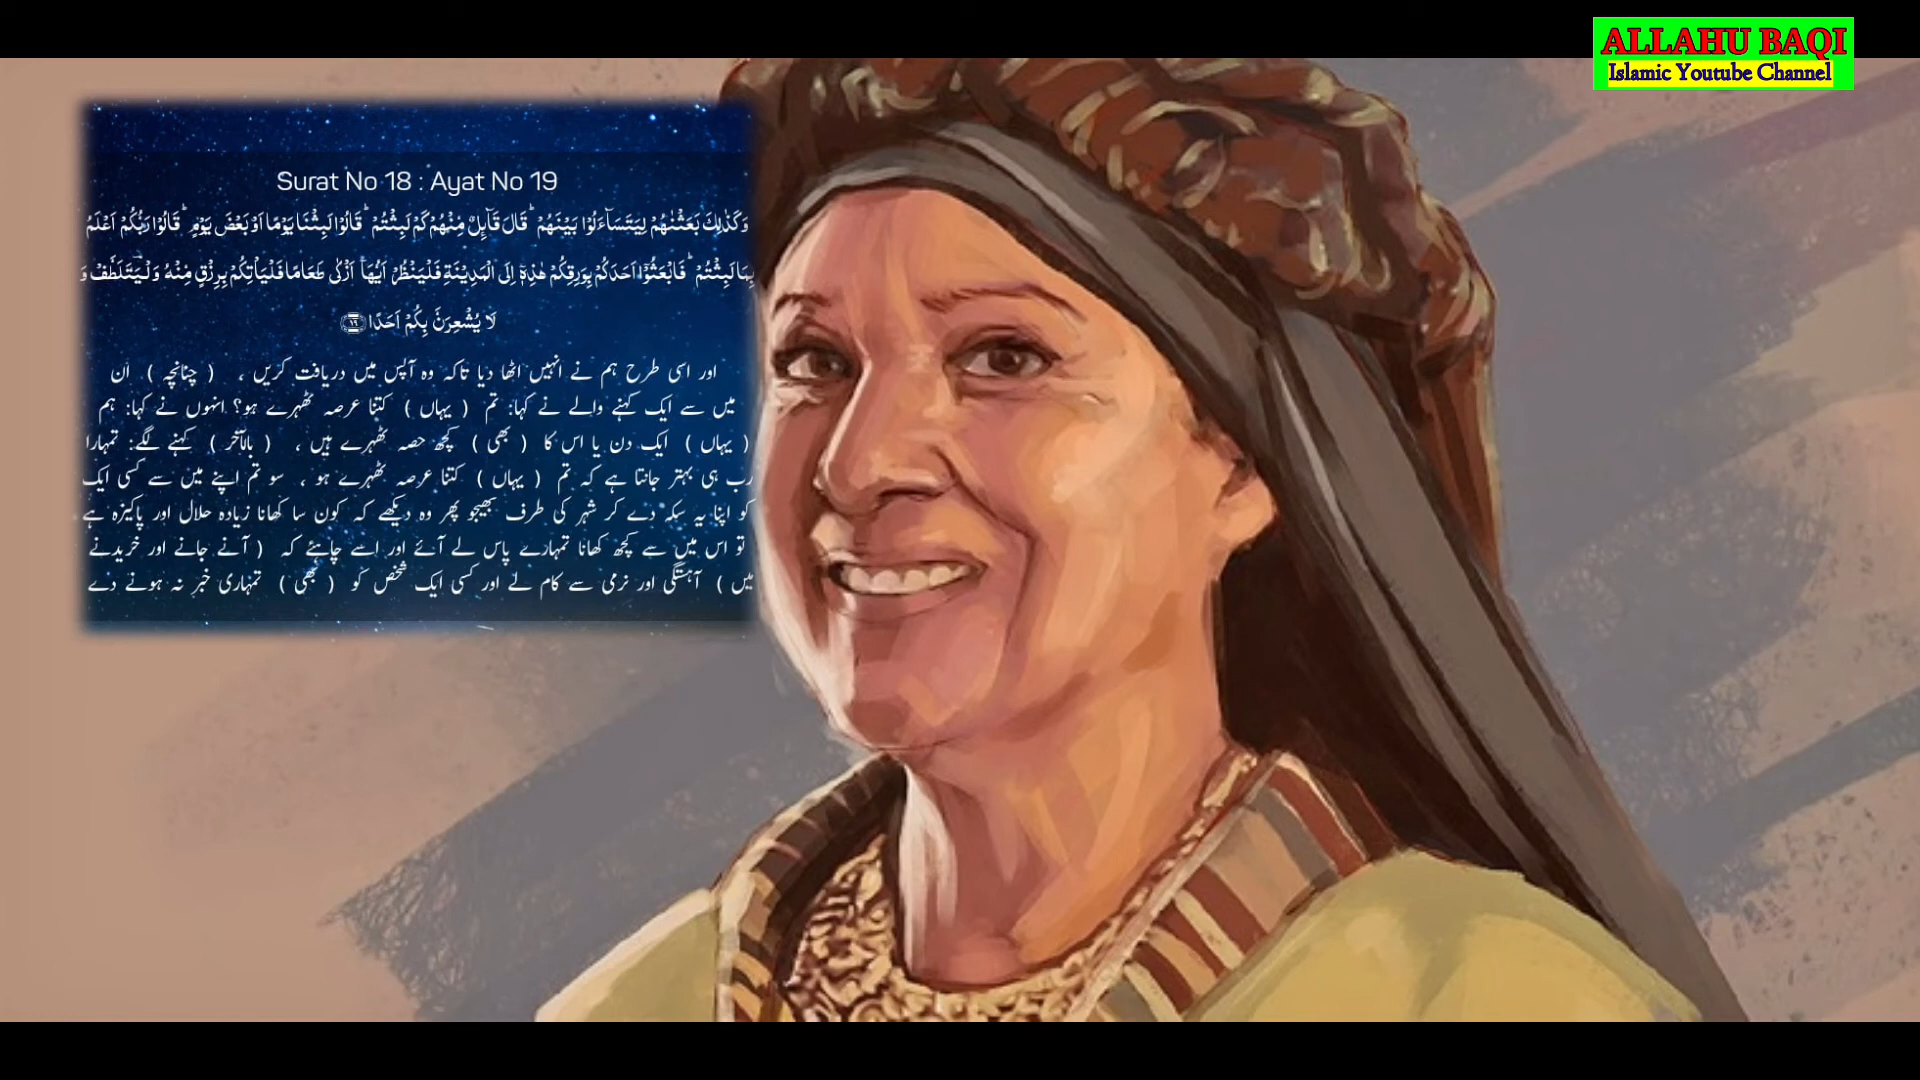 ALLAHU BAQI
Islamic Youtube Channel
Surat No 18 : Ayat No 19
وَكَذٰلِكَ بَعَثْنٰهُمْ لِيَتَسَآءَلُوْا بَيْنَهُمْ ؕ قَالَ قَآىِٕلٌ مِّنْهُمْ كَمْ لَبِثْتُمْ ؕ قَالُوْا لَبِثْنَا يَوْمًا اَوْ بَعْضَ يَوْمٍ ؕ قَالُوْا رَبُّكُمْ اَعْلَمُ
بِمَا لَبِثْتُمْ ؕ فَابْعَثُوْۤا اَحَدَكُمْ بِوَرِقِكُمْ هٰذِهٖۤ اِلَى الْمَدِيْنَةِ فَلْيَنْظُرْ اَيُّهَاۤ اَزْكٰى طَعَامًا فَلْيَاْتِكُمْ بِرِزْقٍ مِّنْهُ وَلْيَتَلَطَّفْ وَ
لَا يُشْعِرَنَّ بِكُمْ اَحَدًا ﴿۱۹﴾
اور اسی طرح ہم نے انہیں اٹھا دیا تاکہ وہ آپس میں دریافت کریں ، ( چنانچہ ) ان
میں سے ایک کہنے والے نے کہا: تم ( یہاں ) کتنا عرصہ ٹھہرے ہو؟ انہوں نے کہا: ہم
( یہاں ) ایک دن یا اس کا ( بھی ) کچھ حصہ ٹھہرے ہیں ، ( بالآخر ) کہنے لگے: تمہارا
رب ہی بہتر جانتا ہے کہ تم ( یہاں ) کتنا عرصہ ٹھہرے ہو ، سو تم اپنے میں سے کسی ایک
کو اپنا یہ سکہ دے کر شہر کی طرف بھیجو پھر وہ دیکھے کہ کون سا کھانا زیادہ حلال اور پاکیزہ ہے
تو اس میں سے کچھ کھانا تمہارے پاس لے آئے اور اسے چاہئے کہ ( آنے جانے اور خریدنے
میں ) آہستگی اور نرمی سے کام لے اور کسی ایک شخص کو ( بھی ) تمہاری خبر نہ ہونے دے